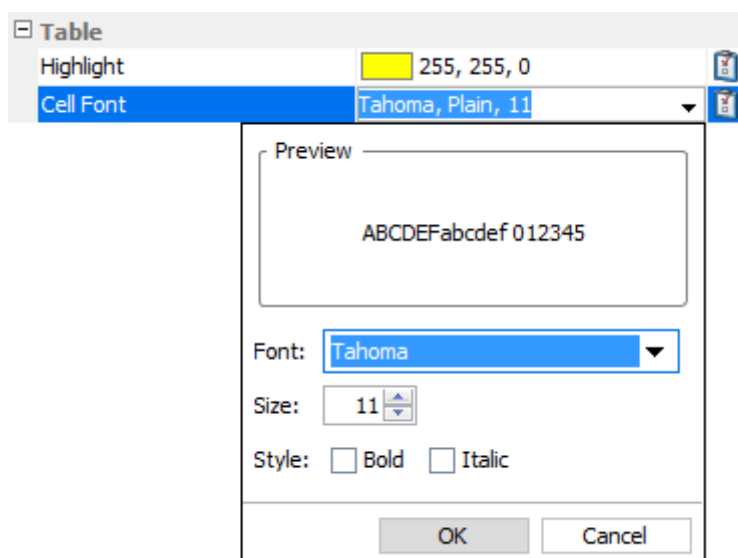 Table
Highlight 255, 255, 0
Cell Font Tahoma, Plain, 11
Preview
ABCDEFabcdef 012345
Font: Tahoma
Size: 11
Style: Bold Italic
OK Cancel